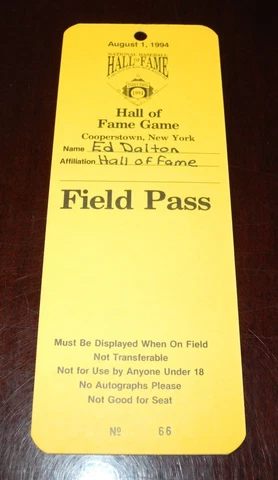 August 1, 1994
NATIONAL BASEBALL
HALL OF FAME
1994
Hall of
Fame Game
Cooperstown, New York
Name Ed Dalton
Affiliation Hall of Fame
Field Pass
Must Be Displayed When On Field
Not Transferable
Not for Use by Anyone Under 18
No Autographs Please
Not Good for Seat
Nº 66